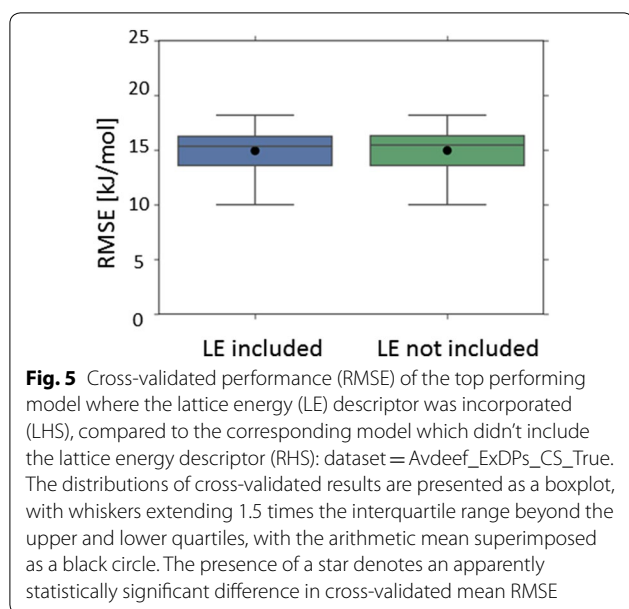 25
20
15
10
5
0
RMSE [kJ/mol]
LE included
LE not included
Fig. 5 Cross-validated performance (RMSE) of the top performing
model where the lattice energy (LE) descriptor was incorporated
(LHS), compared to the corresponding model which didn't include
the lattice energy descriptor (RHS): dataset = Avdeef_ExDPs_CS_True.
The distributions of cross-validated results are presented as a boxplot,
with whiskers extending 1.5 times the interquartile range beyond the
upper and lower quartiles, with the arithmetic mean superimposed
as a black circle. The presence of a star denotes an apparently
statistically significant difference in cross-validated mean RMSE